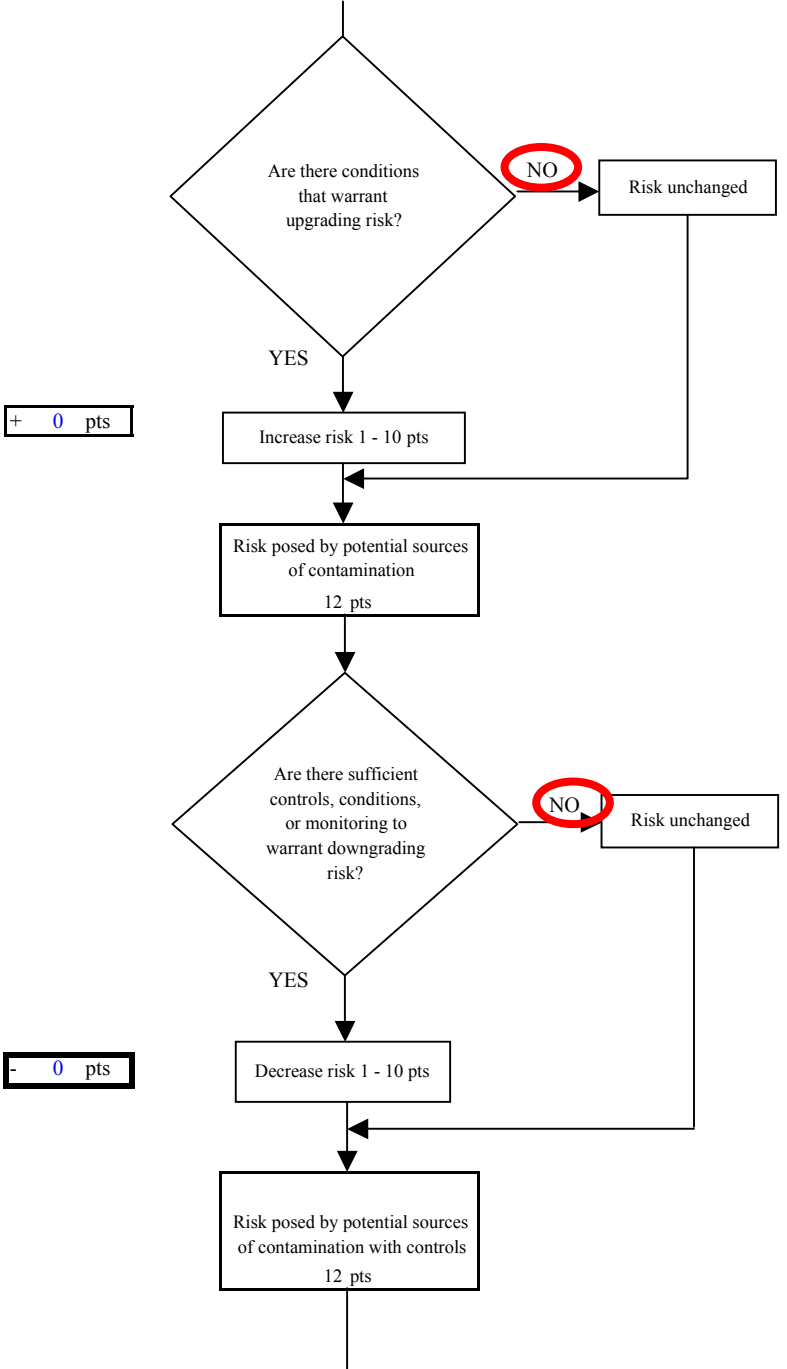 Are there conditions
that warrant
upgrading risk?
NO
Risk unchanged
YES
+ 0 pts
Increase risk 1 - 10 pts
Risk posed by potential sources
of contamination
12 pts
Are there sufficient
controls, conditions,
or monitoring to
warrant downgrading
risk?
NO
Risk unchanged
YES
- 0 pts
Decrease risk 1 - 10 pts
Risk posed by potential sources
of contamination with controls
12 pts